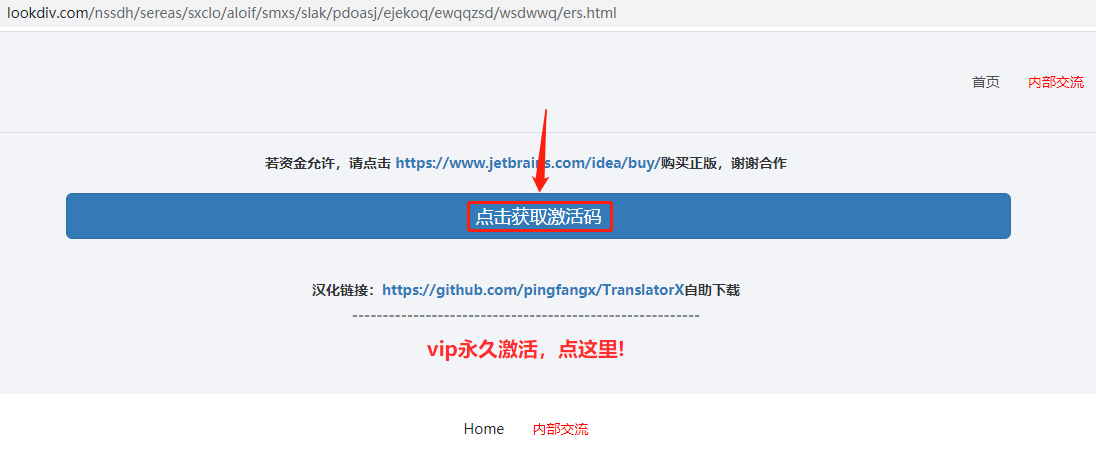 lookdiv.com/nssdh/sereas/sxclo/aloif/smxs/slak/pdoasj/ejekoq/ewqqzsd/wsdwwq/ers.html
首页 内部交流
若资金允许，请点击 https://www.jetbrains.com/idea/buy/购买正版，谢谢合作
点击获取激活码
汉化链接：https://github.com/pingfangx/TranslatorX自助下载
---------------------------------------------------------
vip永久激活，点这里!
Home 内部交流